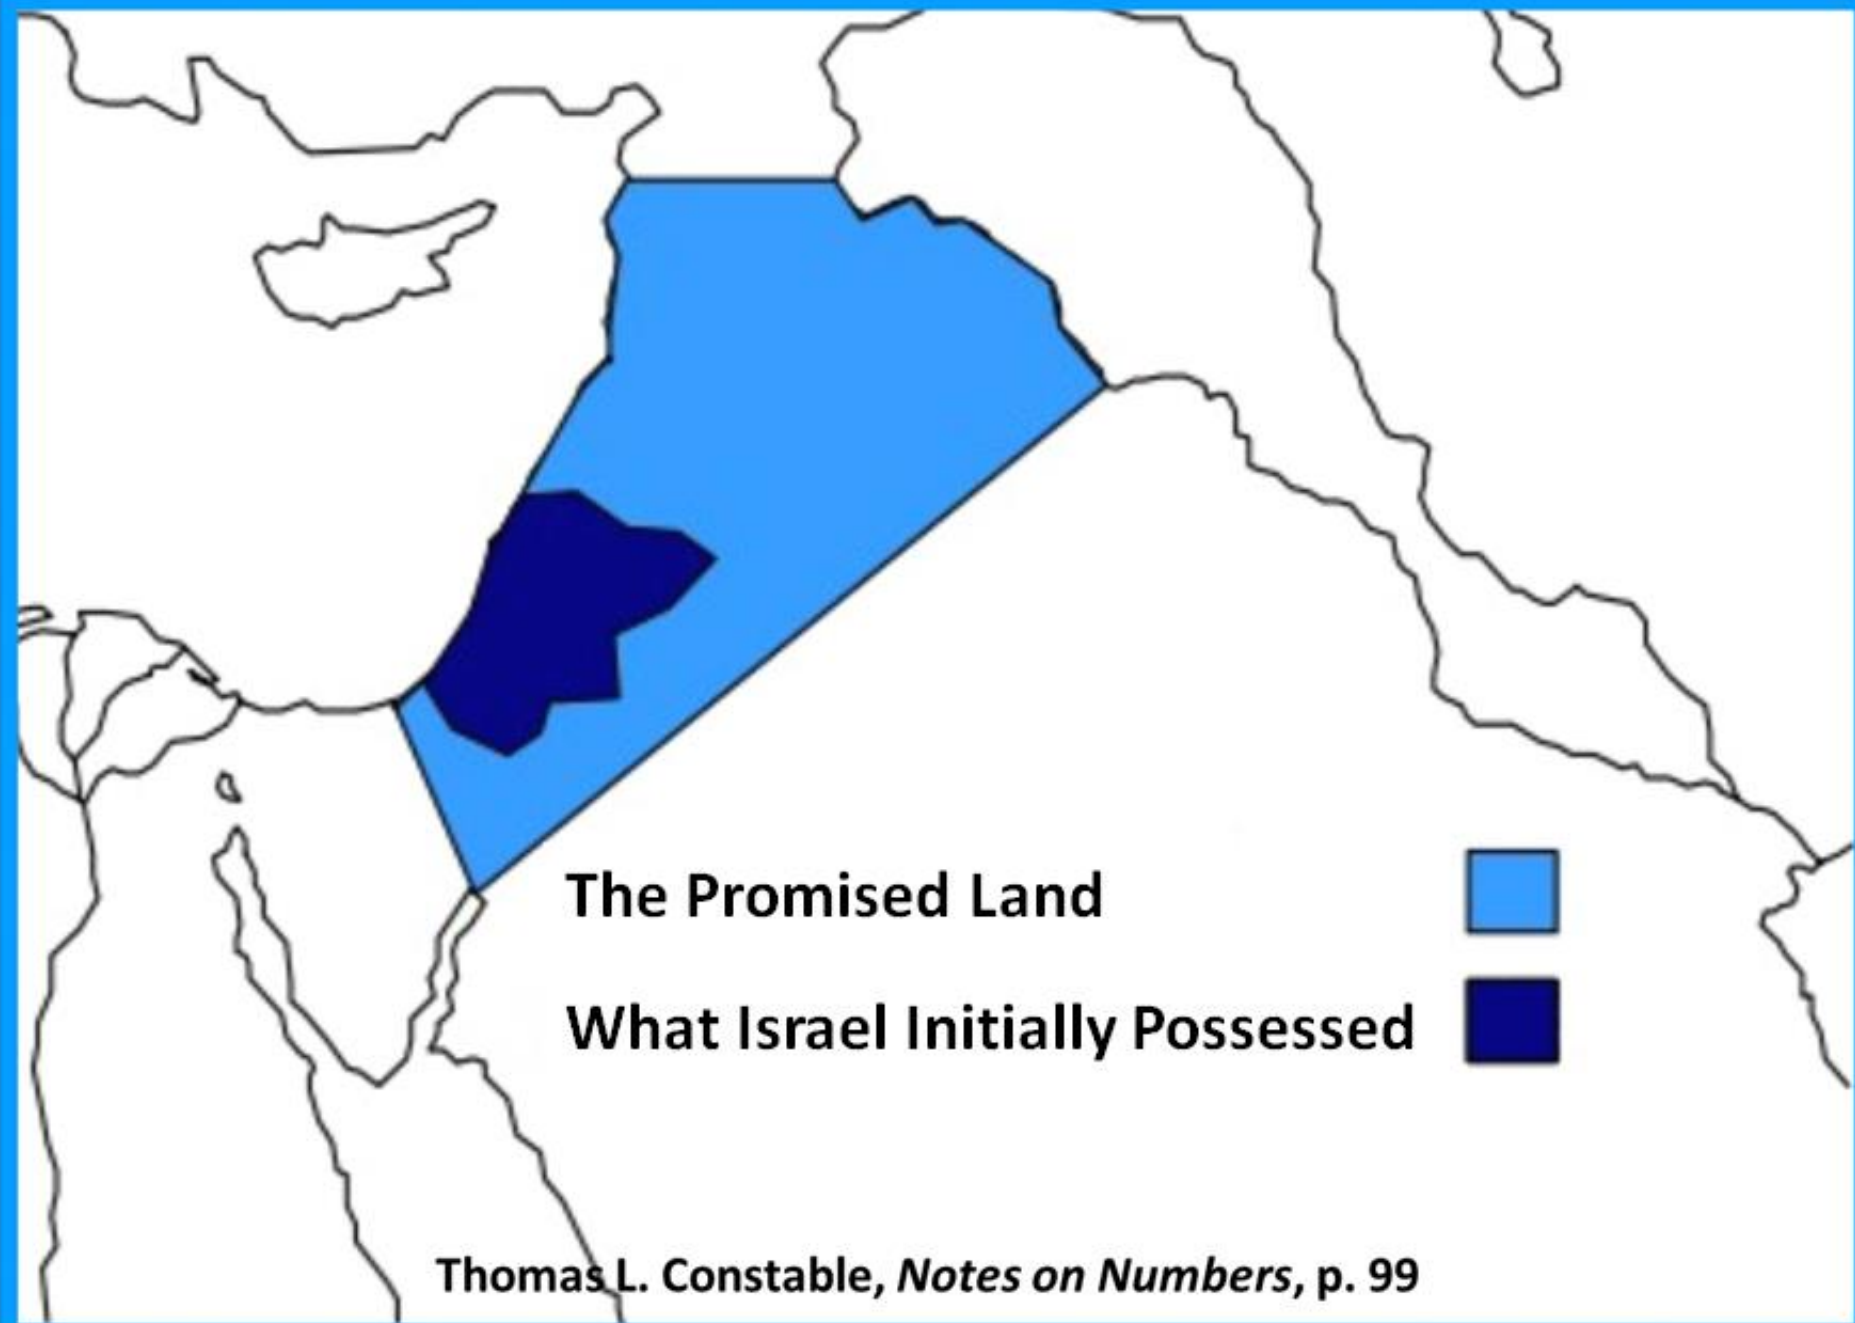 The Promised Land
What Israel Initially Possessed
Thomas L. Constable, Notes on Numbers, p. 99